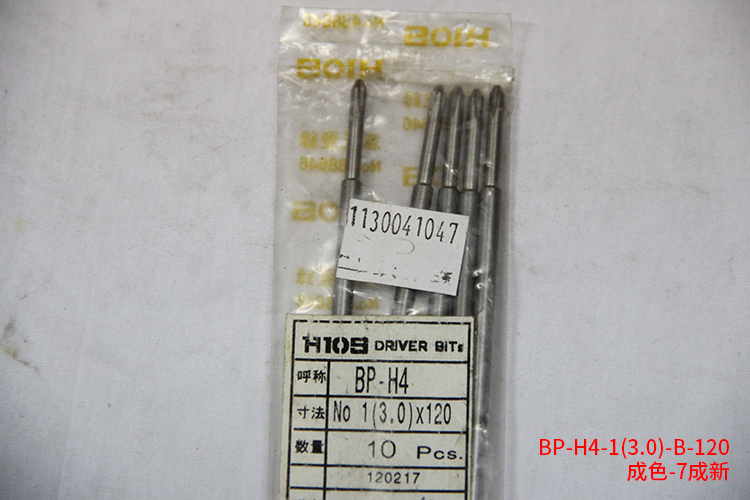 HIOS
HIOS
1130041047
HIOS DRIVER BiTs
呼称 BP-H4
寸法 No 1(3.0)x120
数量 10 Pcs.
120217
BP-H4-1(3.0)-B-120
成色-7成新